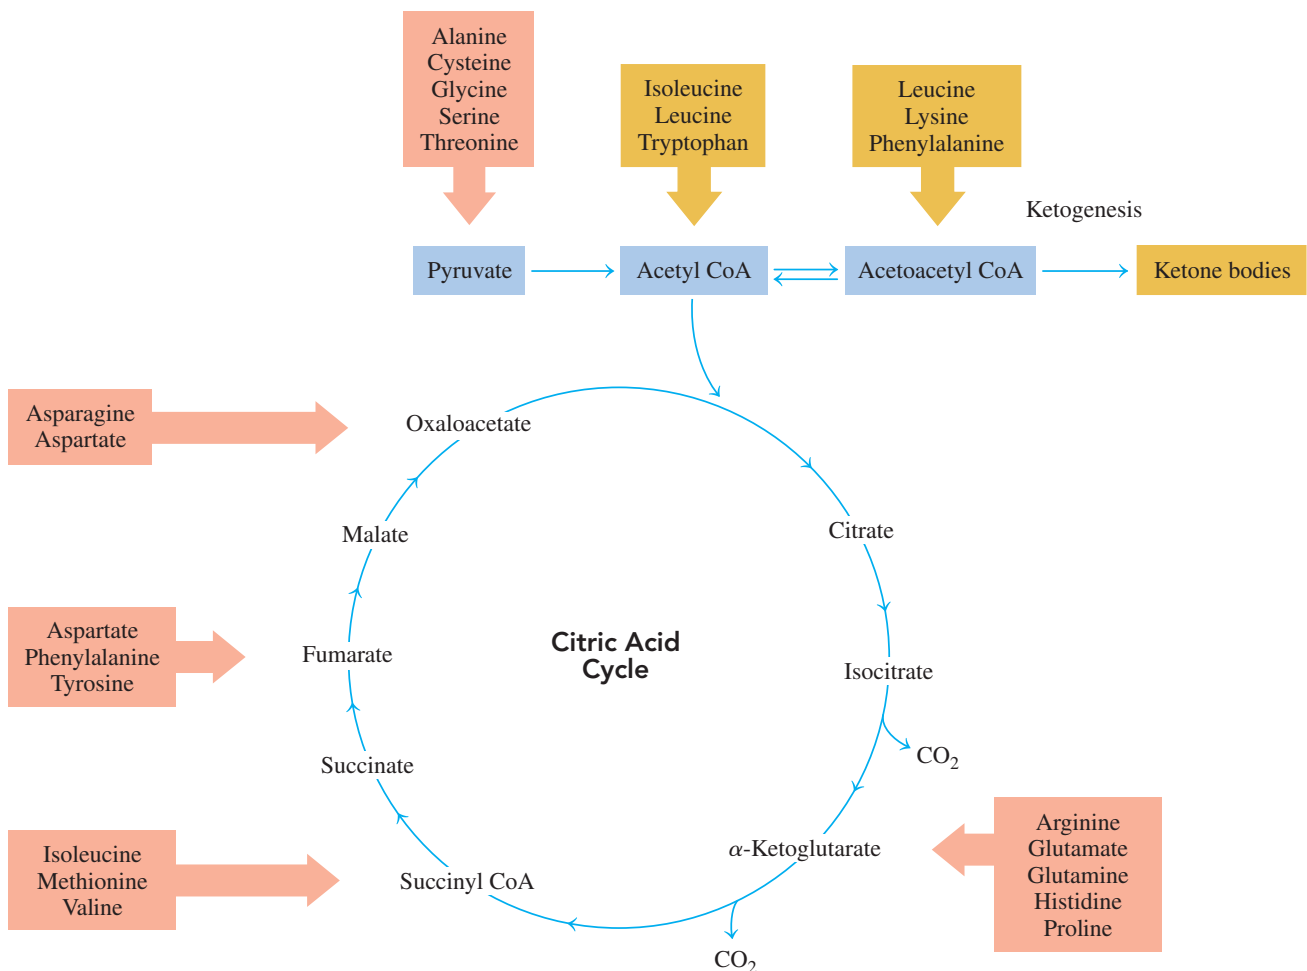 Alanine
Cysteine
Glycine
Serine
Threonine
Isoleucine
Leucine
Tryptophan
Leucine
Lysine
Phenylalanine
Ketogenesis
Pyruvate
Acetyl CoA
Acetoacetyl CoA
Ketone bodies
Asparagine
Aspartate
Oxaloacetate
Malate
Citrate
Aspartate
Phenylalanine
Tyrosine
Fumarate
Citric Acid
Cycle
Isocitrate
CO₂
Succinate
Isoleucine
Methionine
Valine
Succinyl CoA
α-Ketoglutarate
Arginine
Glutamate
Glutamine
Histidine
Proline
CO₂